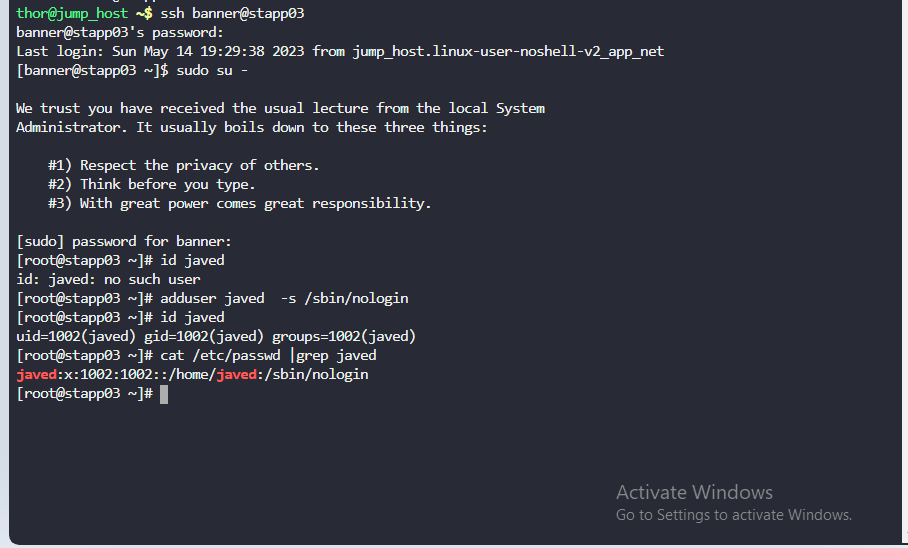 thor@jump_host ~$ ssh banner@stapp03
banner@stapp03's password:
Last login: Sun May 14 19:29:38 2023 from jump_host.linux-user-noshell-v2_app_net
[banner@stapp03 ~]$ sudo su -
We trust you have received the usual lecture from the local System
Administrator. It usually boils down to these three things:
#1) Respect the privacy of others.
#2) Think before you type.
#3) With great power comes great responsibility.
[sudo] password for banner:
[root@stapp03 ~]# id javed
id: javed: no such user
[root@stapp03 ~]# adduser javed  -s /sbin/nologin
[root@stapp03 ~]# id javed
uid=1002(javed) gid=1002(javed) groups=1002(javed)
[root@stapp03 ~]# cat /etc/passwd |grep javed
javed:x:1002:1002::/home/javed:/sbin/nologin
[root@stapp03 ~]#
Activate Windows
Go to Settings to activate Windows.